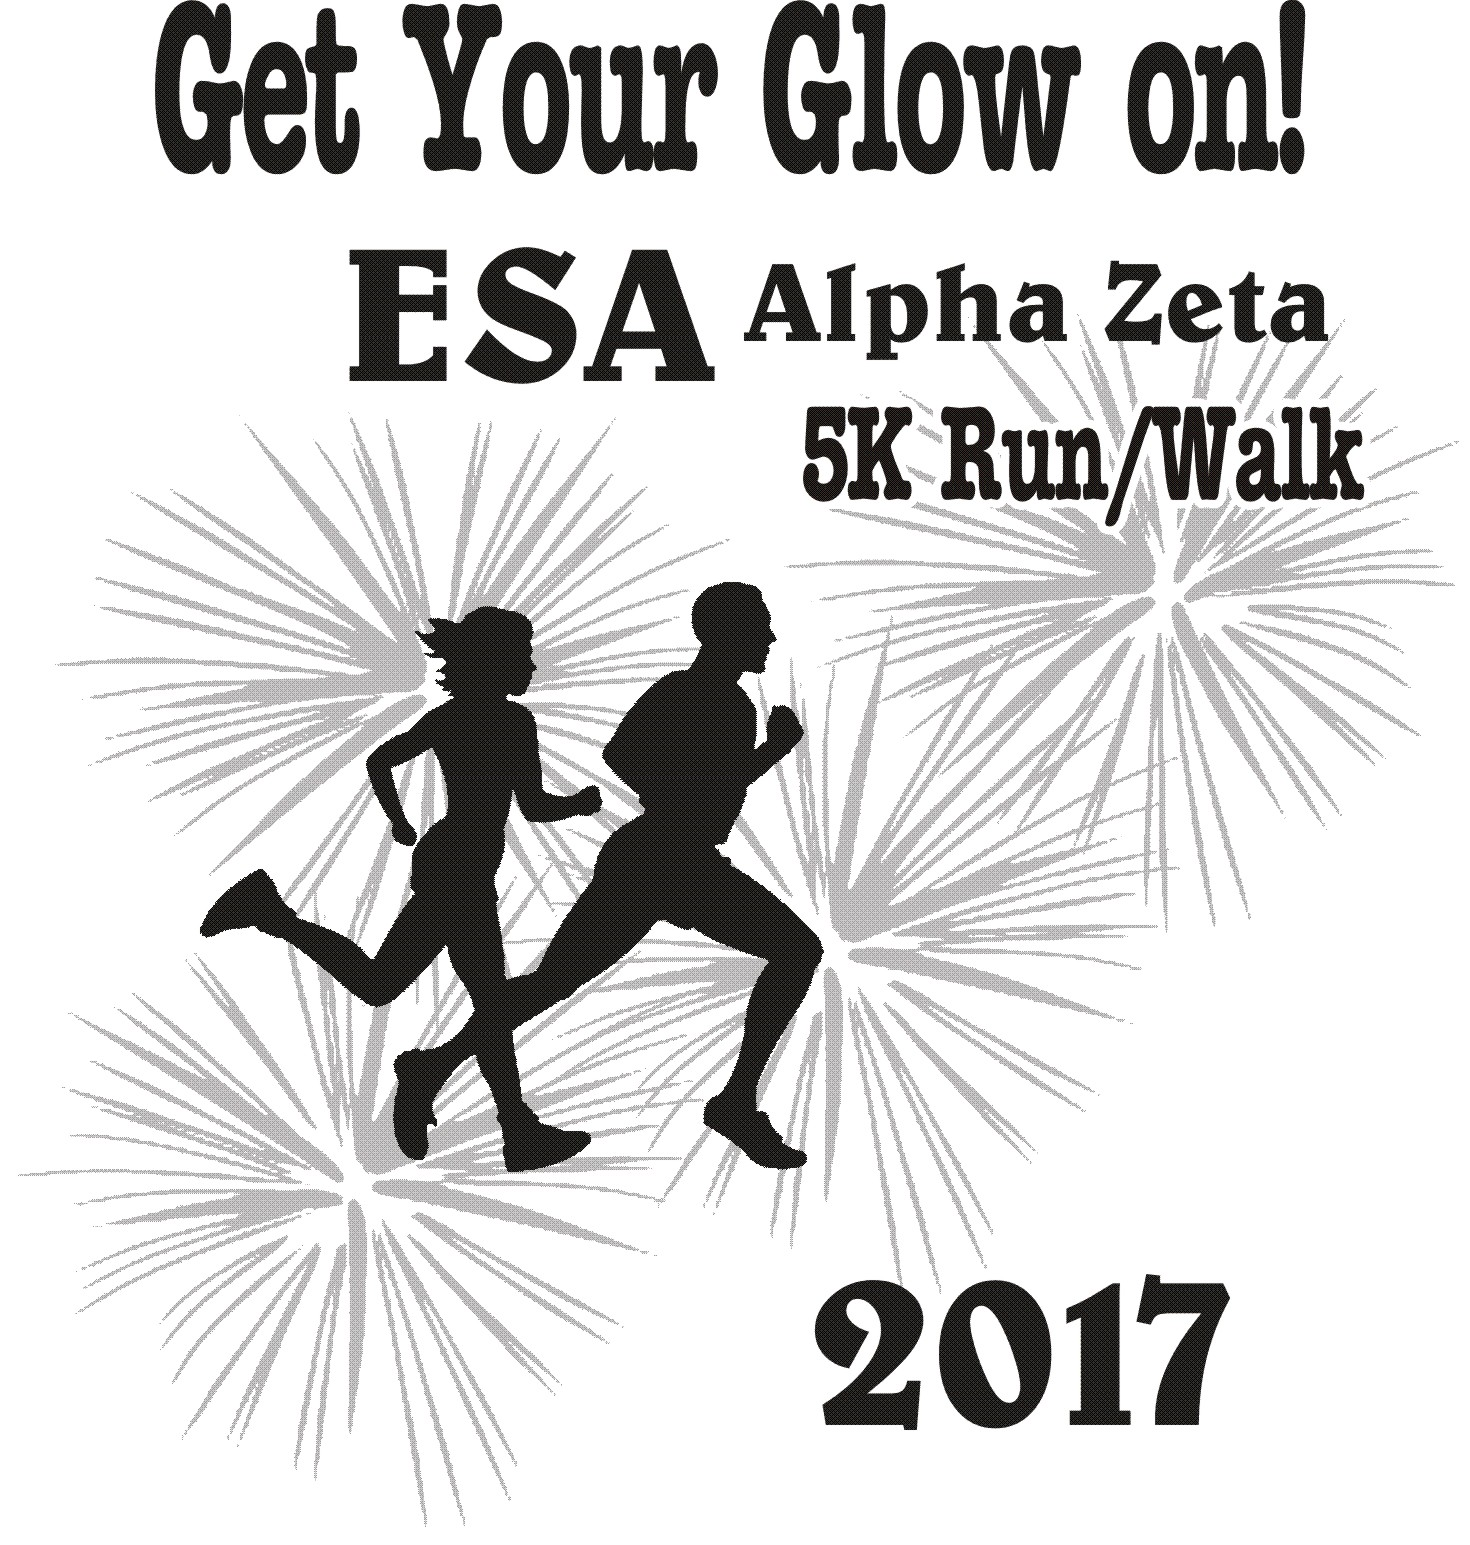 Get Your Glow on!
ESA Alpha Zeta
5K Run/Walk
2017